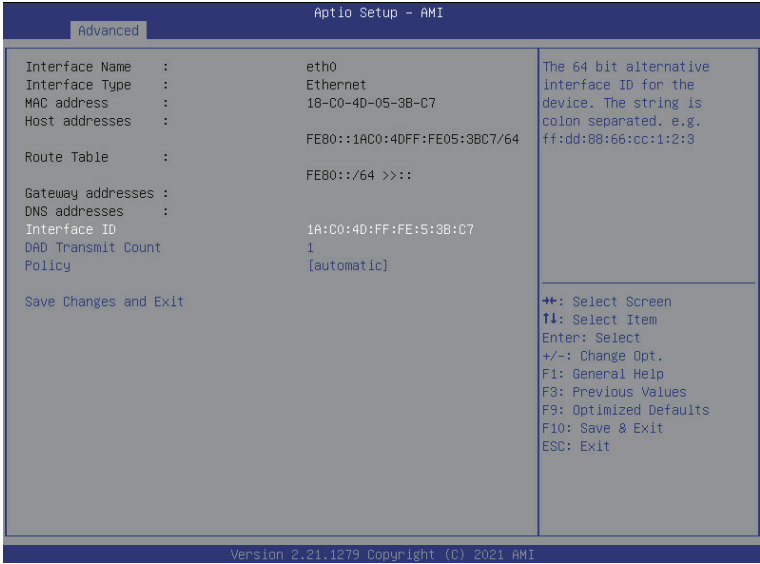 Aptio Setup – AMI
Advanced
Interface Name : eth0
Interface Type : Ethernet
MAC address : 18-C0-4D-05-3B-C7
Host addresses :
FE80::1AC0:4DFF:FE05:3BC7/64
Route Table :
FE80::/64 >>::
Gateway addresses :
DNS addresses :
Interface ID 1A:C0:4D:FF:FE:5:3B:C7
DAD Transmit Count 1
Policy [automatic]
Save Changes and Exit
The 64 bit alternative
interface ID for the
device. The string is
colon separated. e.g.
ff:dd:88:66:cc:1:2:3
→←: Select Screen
↑↓: Select Item
Enter: Select
+/-: Change Opt.
F1: General Help
F3: Previous Values
F9: Optimized Defaults
F10: Save & Exit
ESC: Exit
Version 2.21.1279 Copyright (C) 2021 AMI